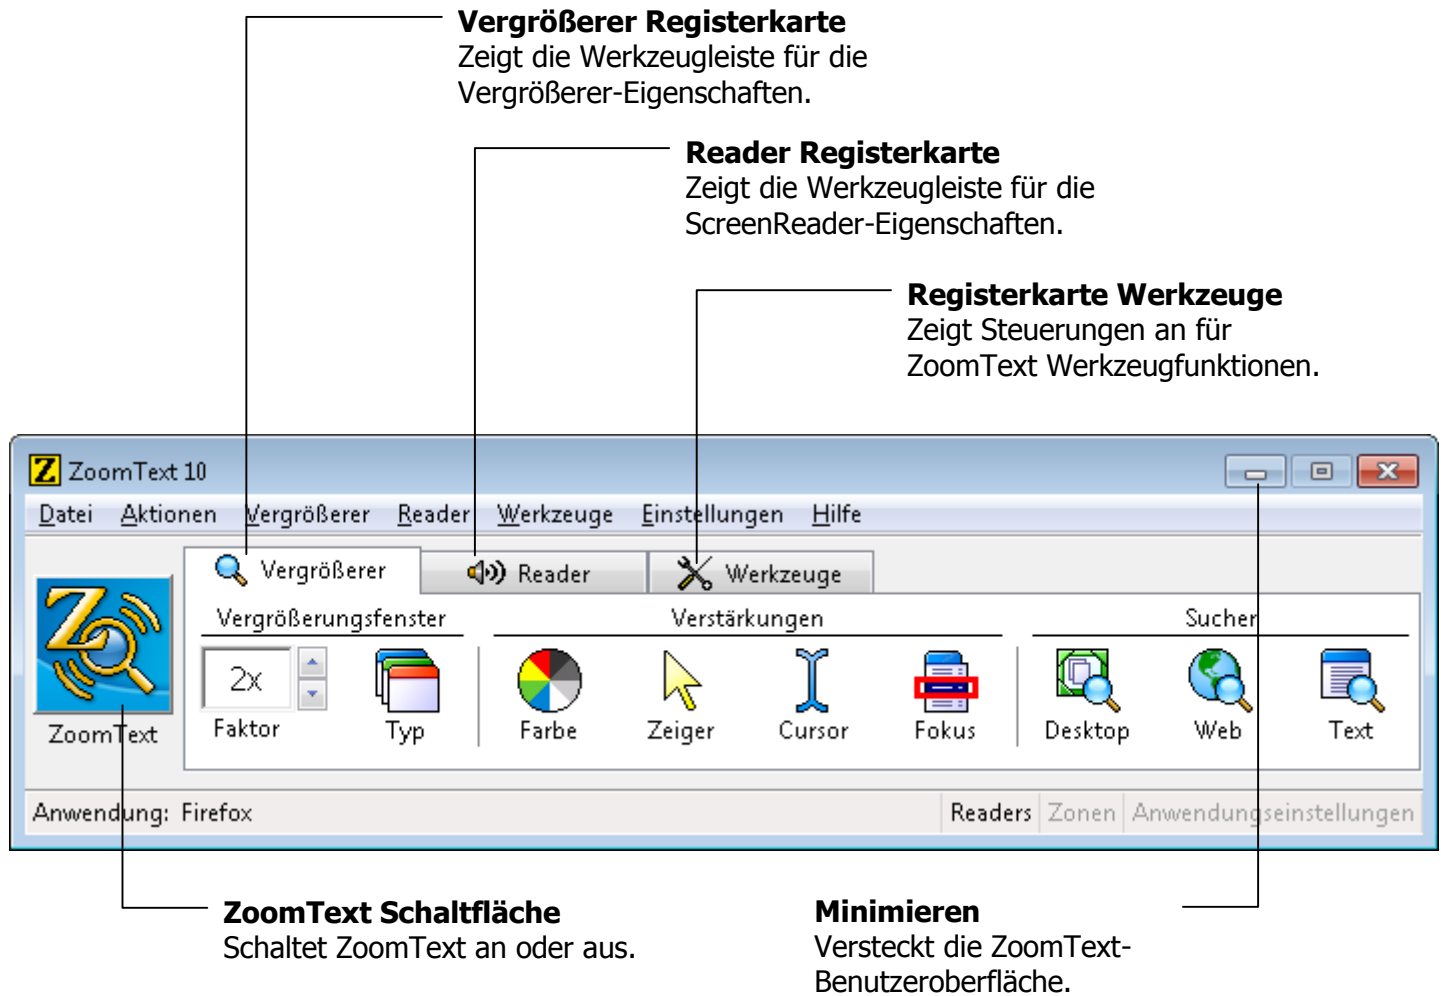 Vergrößerer Registerkarte
Zeigt die Werkzeugleiste für die
Vergrößerer-Eigenschaften.
Reader Registerkarte
Zeigt die Werkzeugleiste für die
ScreenReader-Eigenschaften.
Registerkarte Werkzeuge
Zeigt Steuerungen an für
ZoomText Werkzeugfunktionen.
Z ZoomText 10
Datei Aktionen Vergrößerer Reader Werkzeuge Einstellungen Hilfe
Vergrößerer Reader Werkzeuge
Vergrößerungsfenster Verstärkungen Sucher
2x
Faktor Typ Farbe Zeiger Cursor Fokus Desktop Web Text
ZoomText
Anwendung: Firefox Readers Zonen Anwendungseinstellungen
ZoomText Schaltfläche
Schaltet ZoomText an oder aus.
Minimieren
Versteckt die ZoomText-
Benutzeroberfläche.